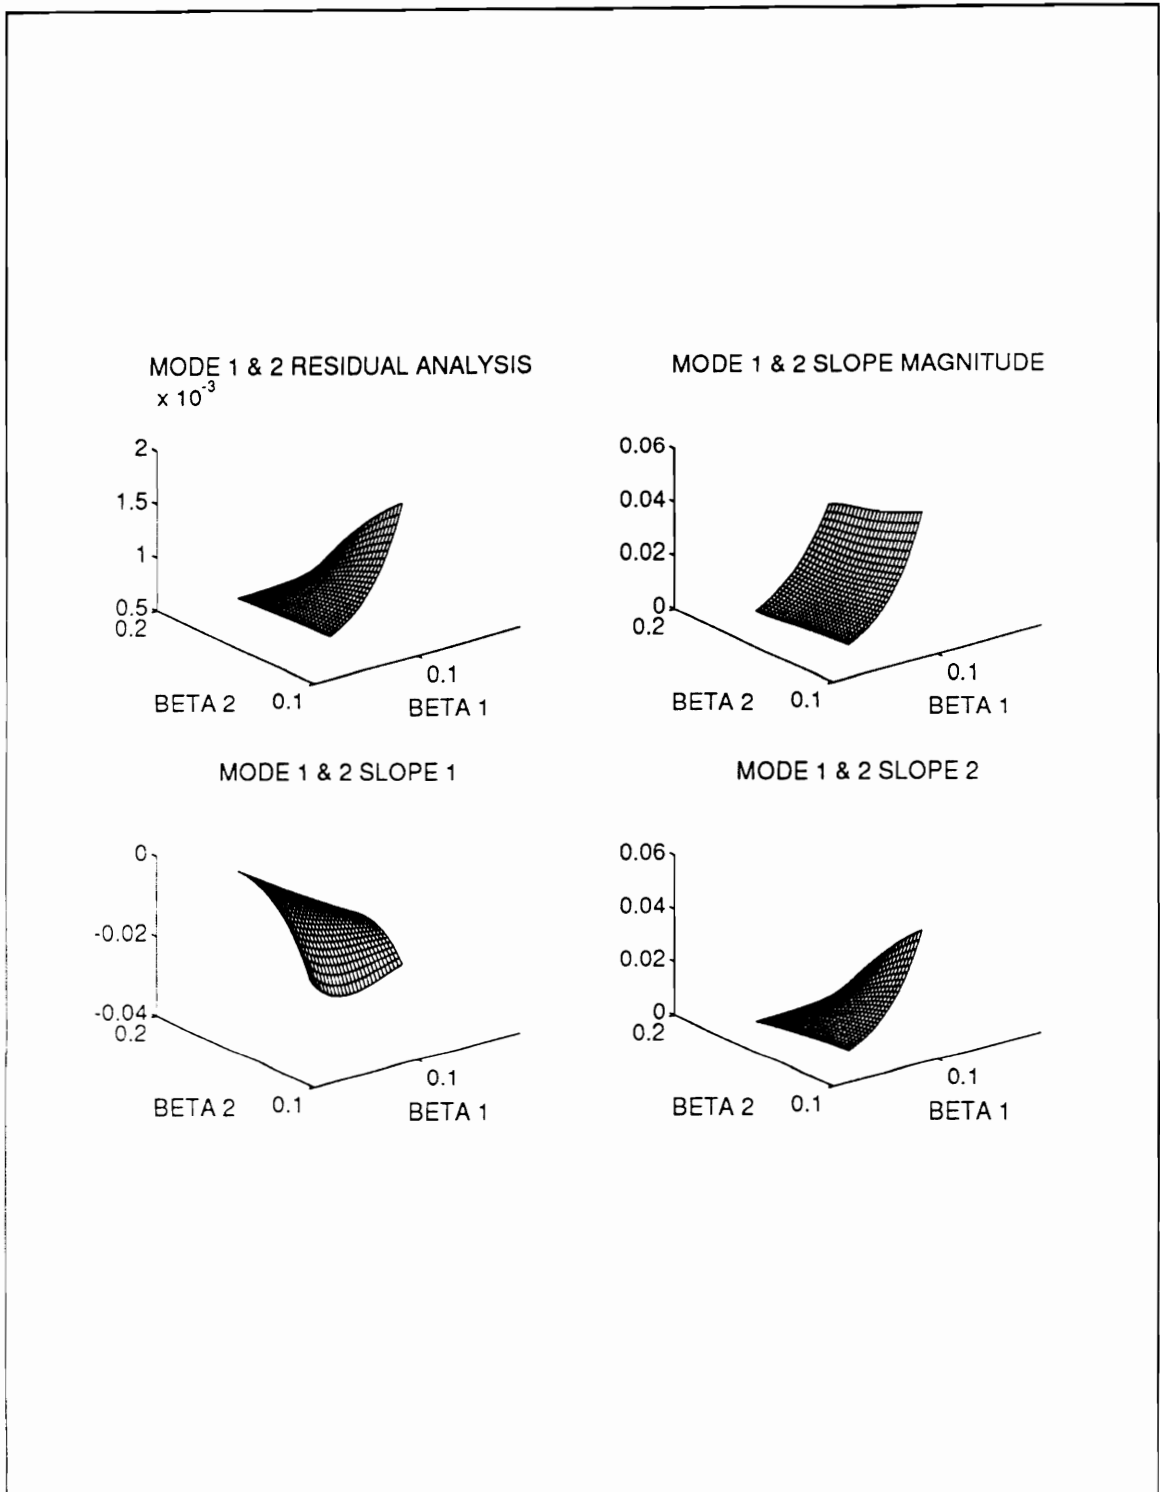 MODE 1 & 2 RESIDUAL ANALYSIS
x 10-3
2
1.5
1
0.5
0.2
BETA 2
0.1
0.1
BETA 1
MODE 1 & 2 SLOPE MAGNITUDE
0.06
0.04
0.02
0
0.2
BETA 2
0.1
0.1
BETA 1
MODE 1 & 2 SLOPE 1
0
-0.02
-0.04
0.2
BETA 2
0.1
0.1
BETA 1
MODE 1 & 2 SLOPE 2
0.06
0.04
0.02
0
0.2
BETA 2
0.1
0.1
BETA 1